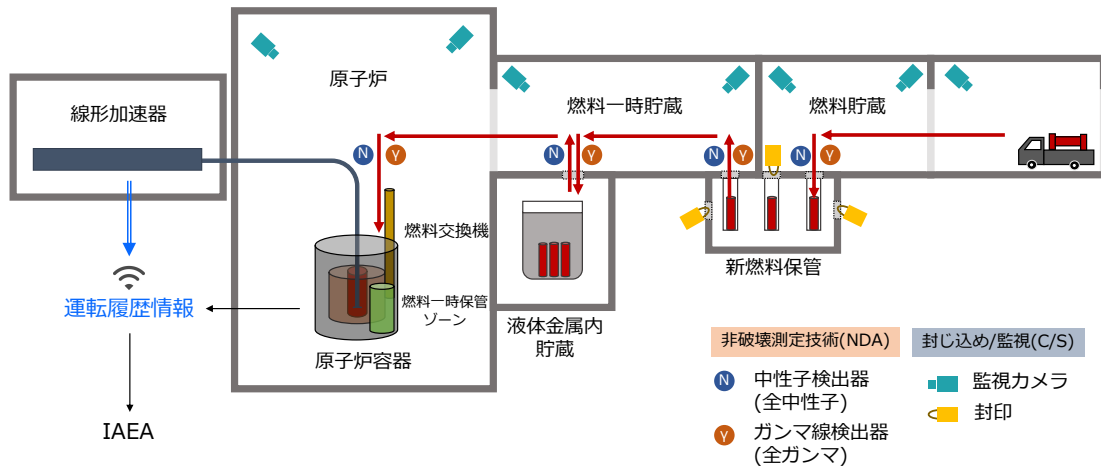 線形加速器
原子炉
燃料一時貯蔵
燃料貯蔵
N
γ
N
γ
N
γ
N
γ
燃料交換機
燃料一時保管
ゾーン
原子炉容器
液体金属内
貯蔵
新燃料保管
運転履歴情報
IAEA
非破壊測定技術(NDA)
N
中性子検出器
(全中性子)
γ
ガンマ線検出器
(全ガンマ)
封じ込め/監視(C/S)
監視カメラ
封印